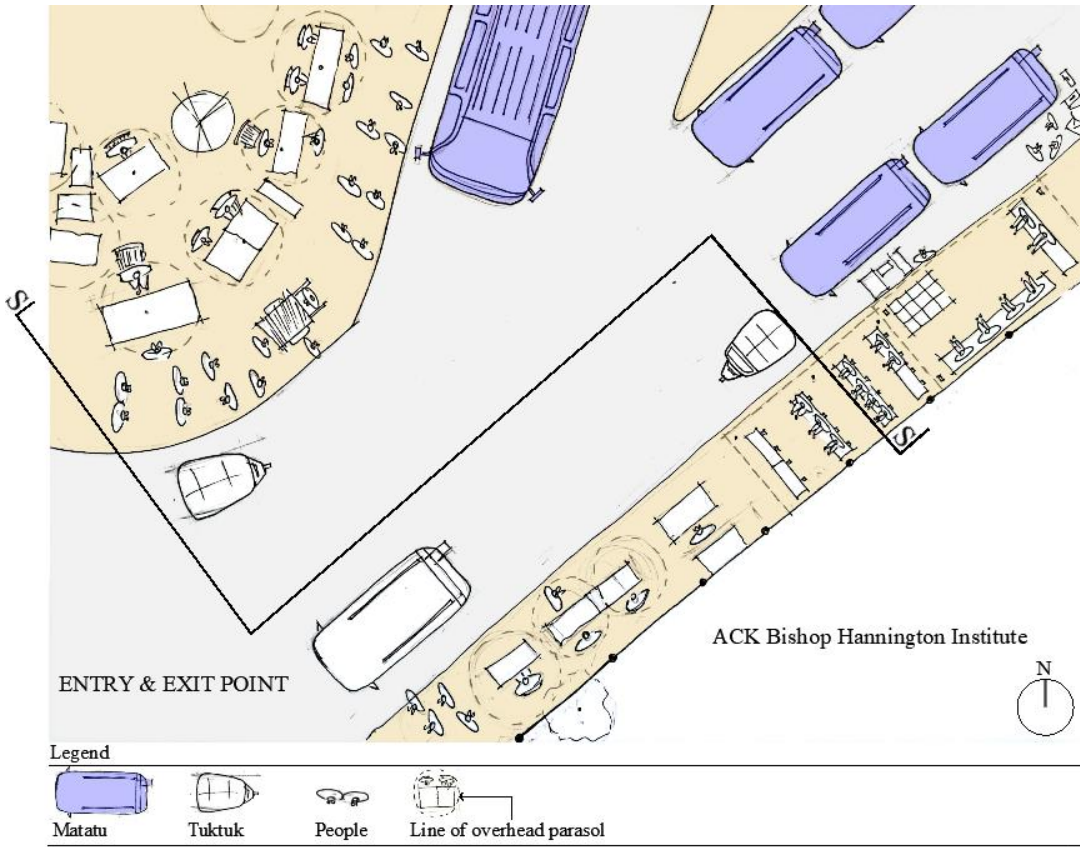 S
S
ACK Bishop Hannington Institute
N
ENTRY & EXIT POINT
Legend
Matatu
Tuktuk
People
Line of overhead parasol